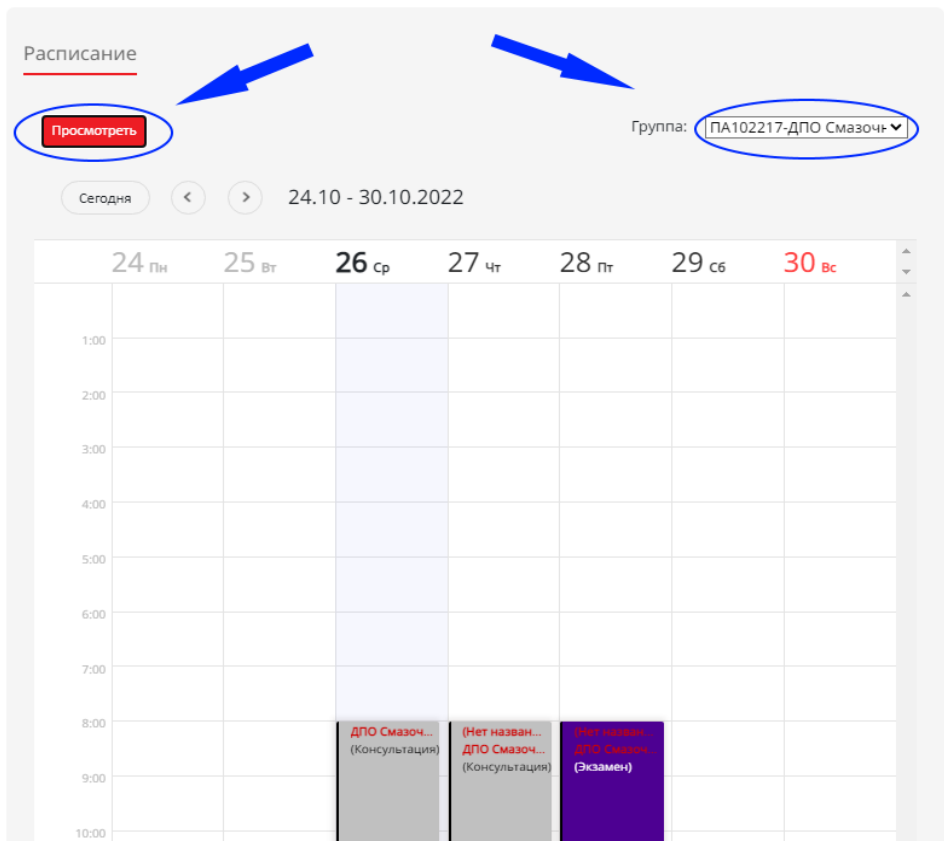 Расписание
Просмотреть
Группа: ПА102217-ДПО Смазочн
Сегодня
24.10 - 30.10.2022
24 Пн 25 Вт 26 Ср 27 Чт 28 Пт 29 Сб 30 Вс
1:00
2:00
3:00
4:00
5:00
6:00
7:00
8:00
ДПО Смазоч... (Нет назван... (Нет назван...
(Консультация) ДПО Смазоч... ДПО Смазоч...
(Консультация) (Экзамен)
9:00
10:00